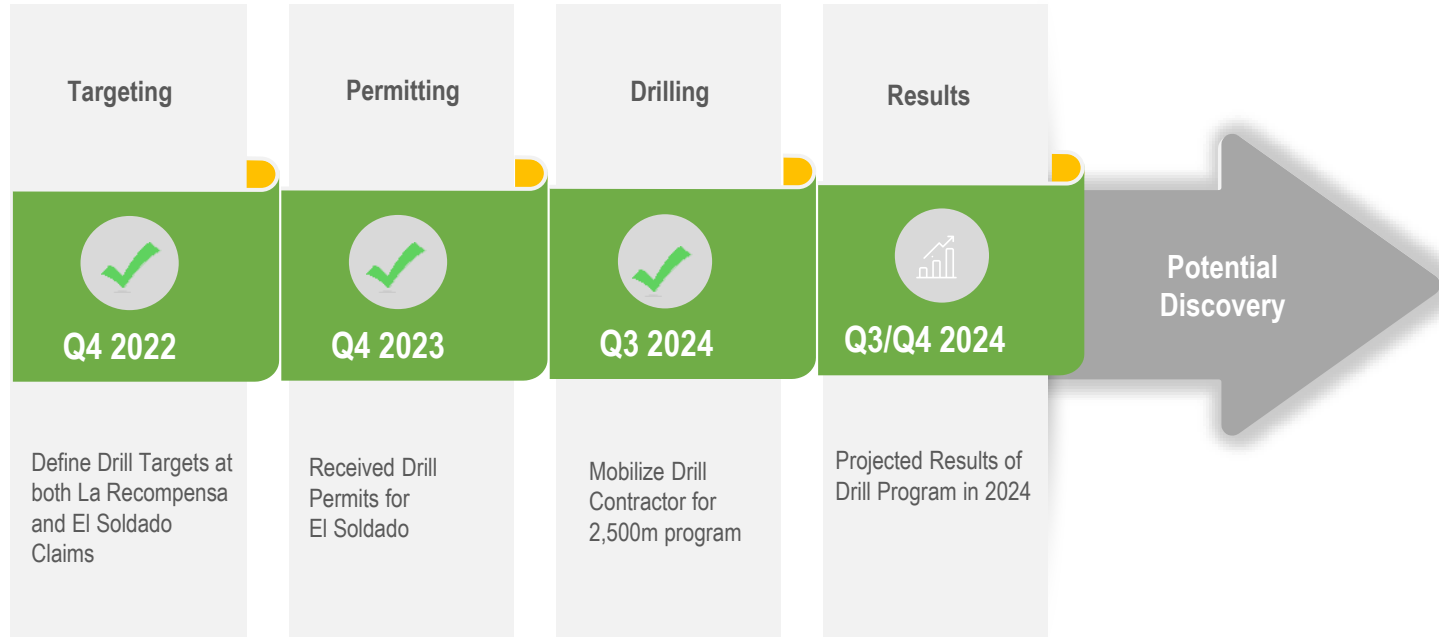 Targeting
Q4 2022
Define Drill Targets at
both La Recompensa
and El Soldado
Claims
Permitting
Q4 2023
Received Drill
Permits for
El Soldado
Drilling
Q3 2024
Mobilize Drill
Contractor for
2,500m program
Results
Q3/Q4 2024
Projected Results of
Drill Program in 2024
Potential
Discovery